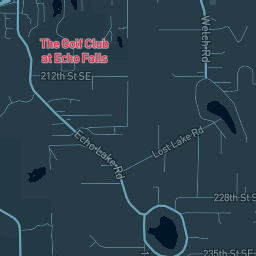 Welch Rd
The Golf Club
at Echo Falls
212th St SE
Echo Lake Rd
Lost Lake Rd
228th St S
235th St SE